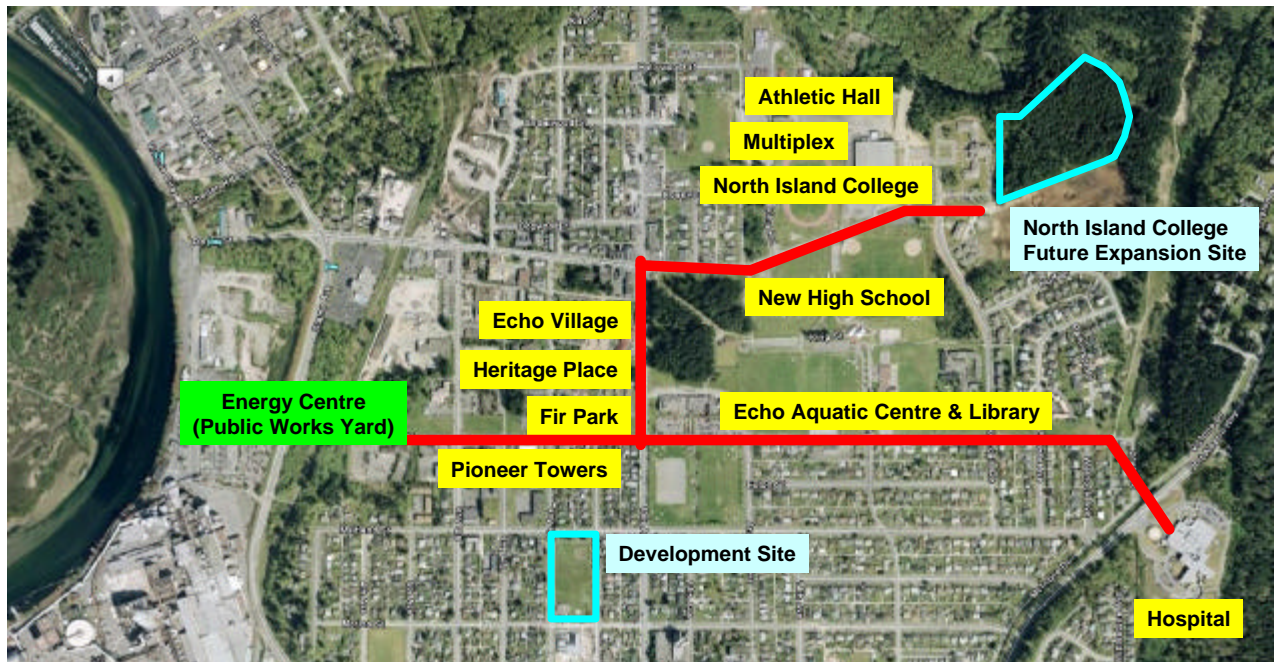 4
Athletic Hall
Multiplex
North Island College
North Island College
Future Expansion Site
New High School
Echo Village
Heritage Place
Energy Centre
(Public Works Yard)
Fir Park
Echo Aquatic Centre & Library
Pioneer Towers
Development Site
Hospital